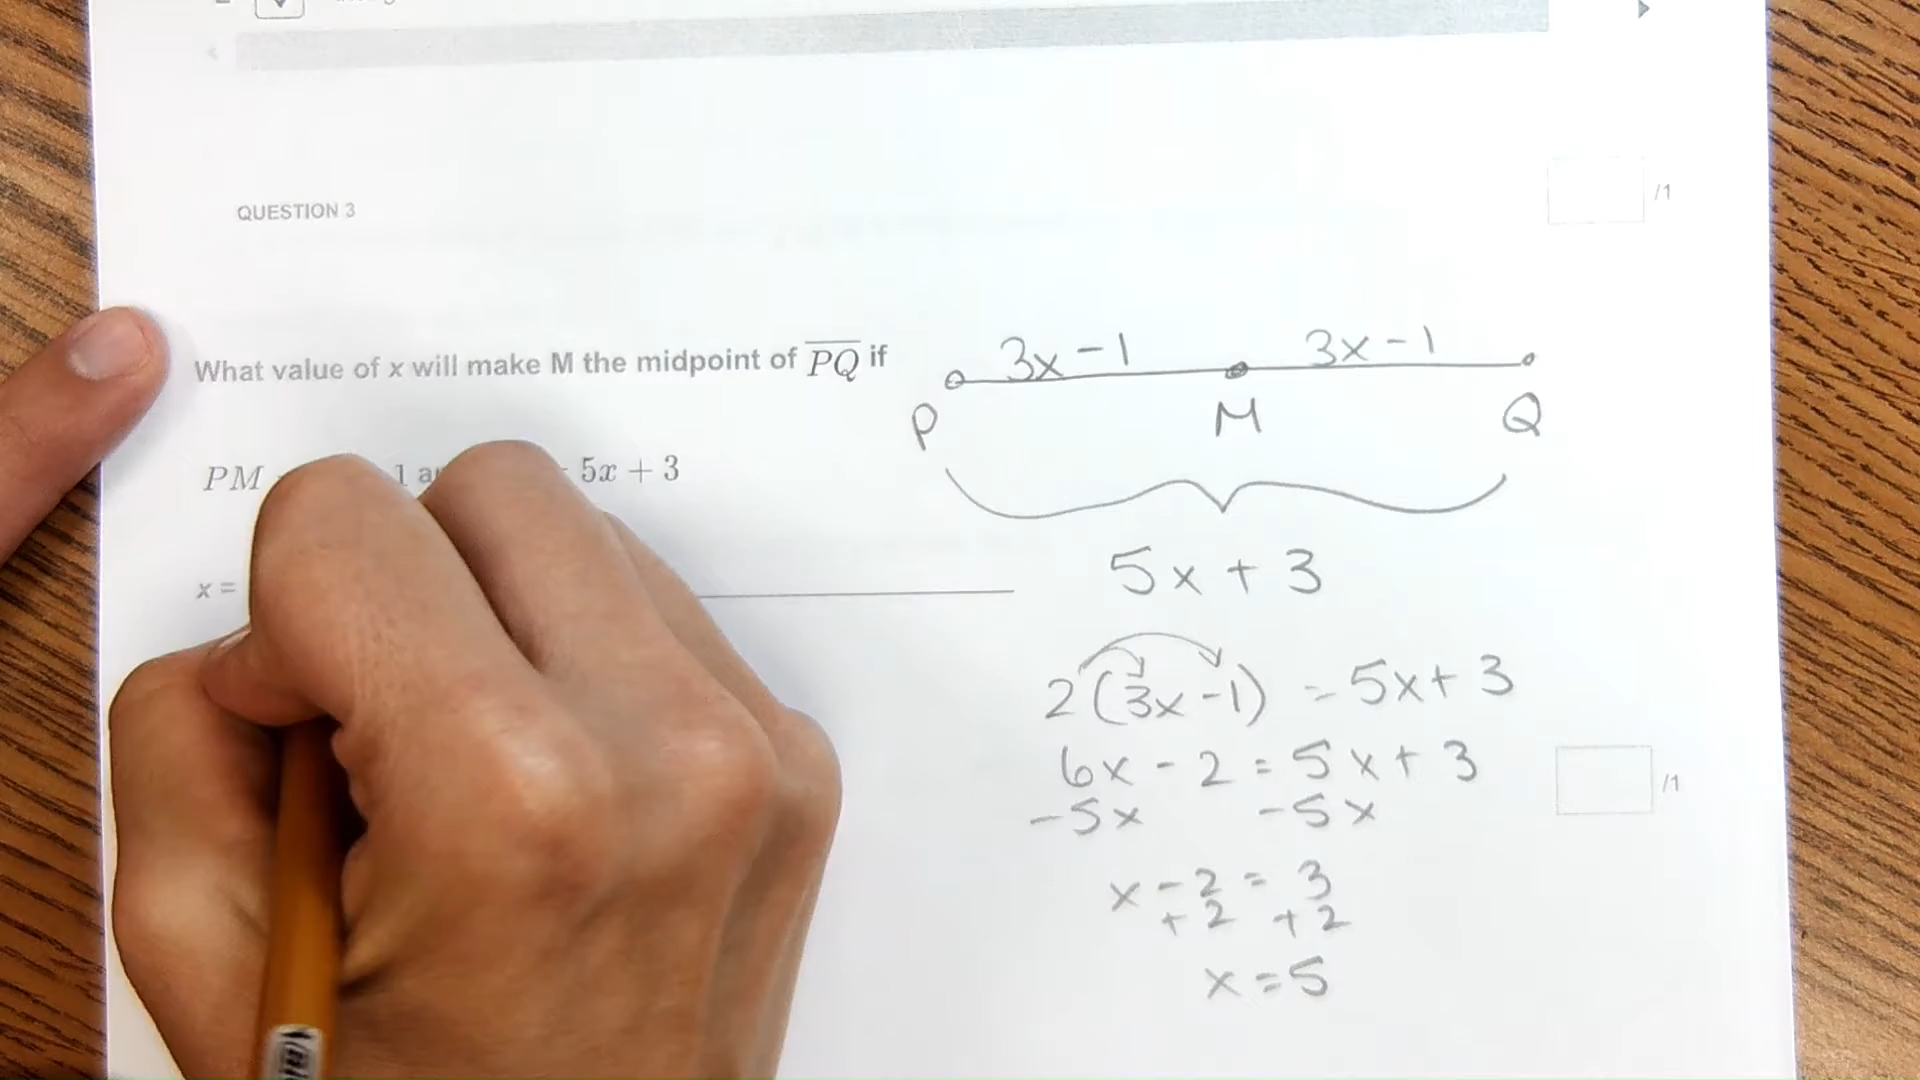 QUESTION 3
/1
What value of x will make M the midpoint of PQ if
3x - 1
3x - 1
P
M
Q
PM
1
5x + 3
x =
5x + 3
2(3x - 1) = 5x + 3
6x - 2 = 5x + 3
-5x -5x
/1
x - 2 = 3
+2 +2
x = 5